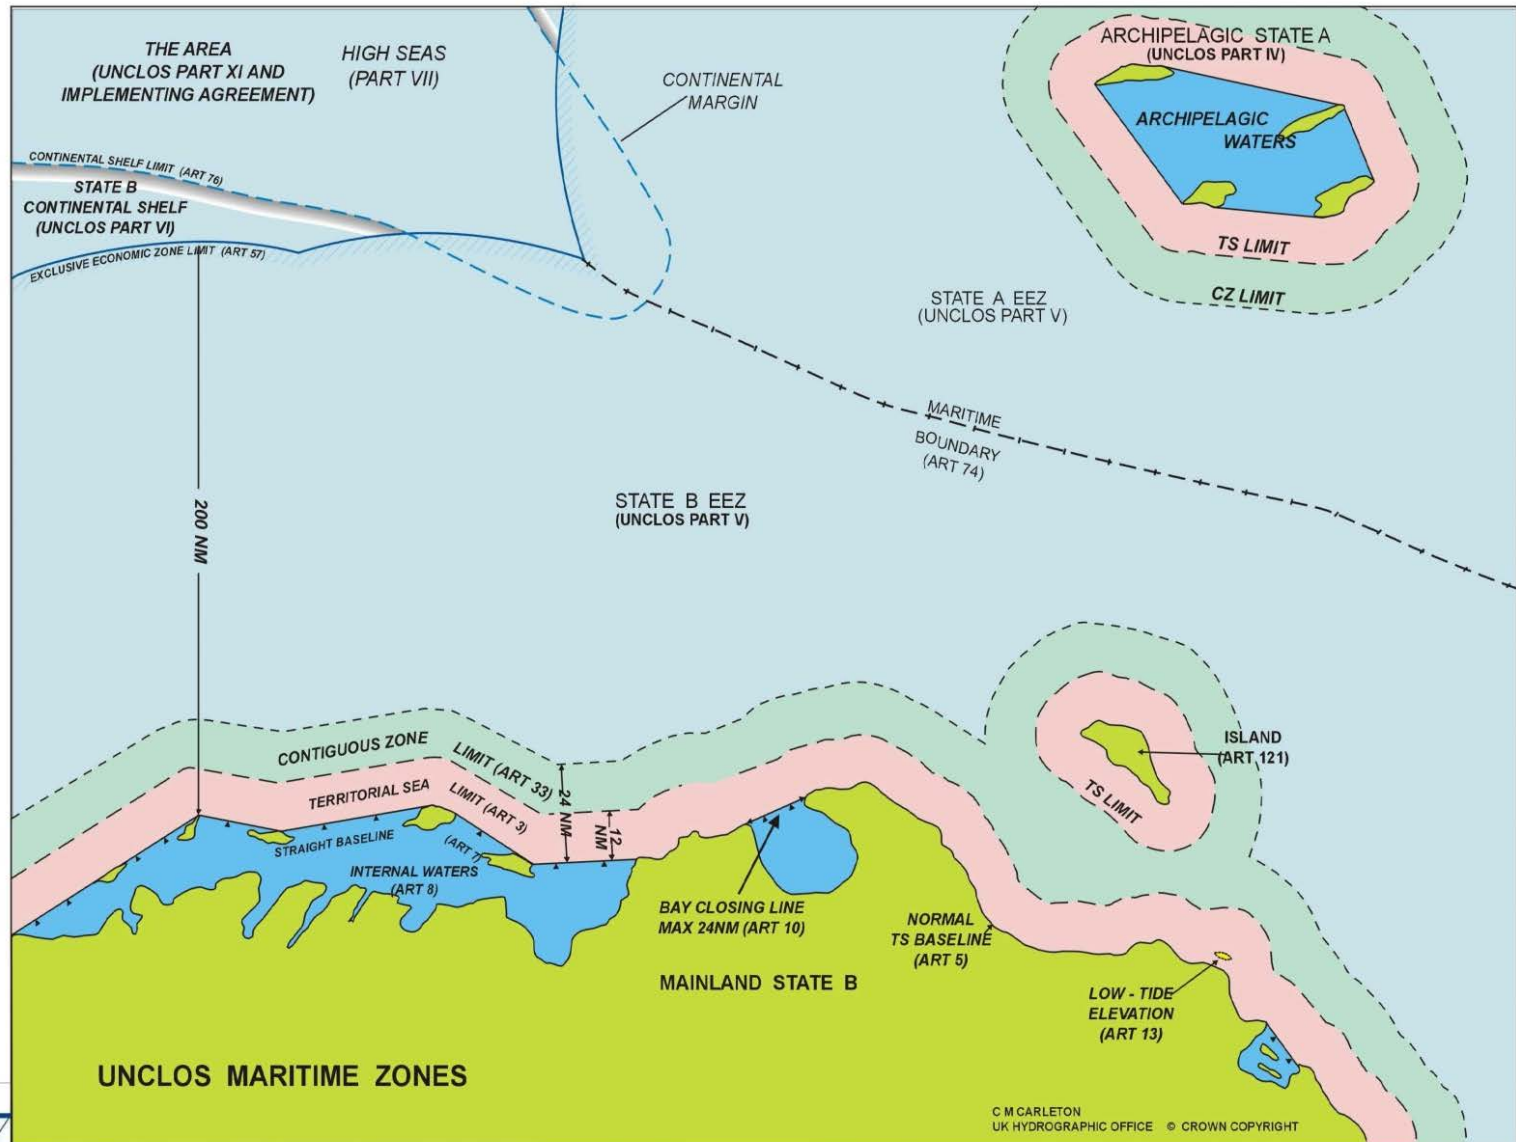 THE AREA
(UNCLOS PART XI AND
IMPLEMENTING AGREEMENT)
HIGH SEAS
(PART VII)
CONTINENTAL
MARGIN
ARCHIPELAGIC STATE A
(UNCLOS PART IV)
ARCHIPELAGIC
WATERS
TS LIMIT
CZ LIMIT
CONTINENTAL SHELF LIMIT (ART 76)
STATE B
CONTINENTAL SHELF
(UNCLOS PART VI)
EXCLUSIVE ECONOMIC ZONE LIMIT (ART 57)
STATE A EEZ
(UNCLOS PART V)
MARITIME
BOUNDARY
(ART 74)
200 NM
STATE B EEZ
(UNCLOS PART V)
CONTIGUOUS ZONE
LIMIT (ART 33)
24 NM
12 NM
TERRITORIAL SEA
LIMIT (ART 3)
STRAIGHT BASELINE
(ART 7)
INTERNAL WATERS
(ART 8)
ISLAND
(ART 121)
TS LIMIT
BAY CLOSING LINE
MAX 24NM (ART 10)
NORMAL
TS BASELINE
(ART 5)
MAINLAND STATE B
LOW - TIDE
ELEVATION
(ART 13)
UNCLOS MARITIME ZONES
C M CARLETON
UK HYDROGRAPHIC OFFICE © CROWN COPYRIGHT